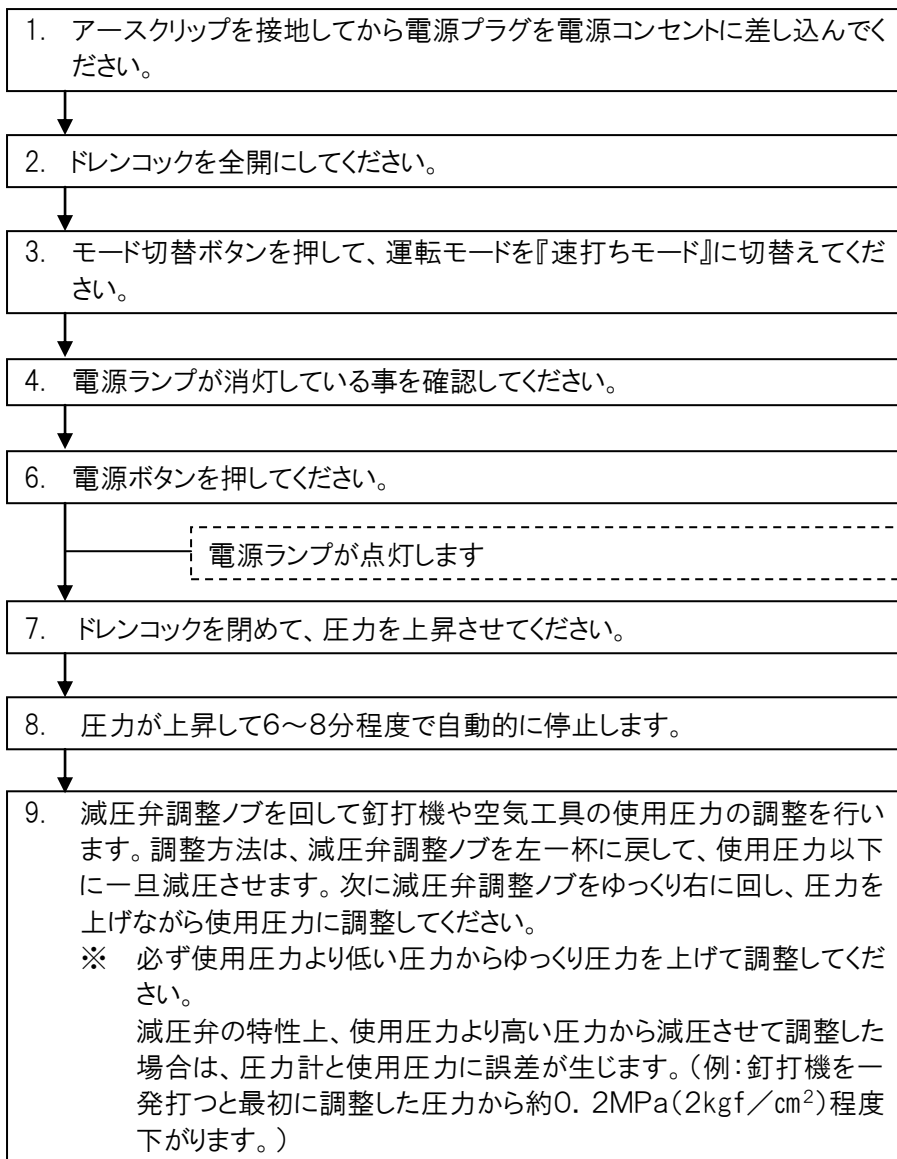 1. アースクリップを接地してから電源プラグを電源コンセントに差し込んでく
ださい。
2. ドレンコックを全開にしてください。
3. モード切替ボタンを押して、運転モードを『速打ちモード』に切替えてくだ
さい。
4. 電源ランプが消灯している事を確認してください。
6. 電源ボタンを押してください。
電源ランプが点灯します
7. ドレンコックを閉めて、圧力を上昇させてください。
8. 圧力が上昇して6~8分程度で自動的に停止します。
9. 減圧弁調整ノブを回して釘打機や空気工具の使用圧力の調整を行い
ます。調整方法は、減圧弁調整ノブを左一杯に戻して、使用圧力以下
に一旦減圧させます。次に減圧弁調整ノブをゆっくり右に回し、圧力を
上げながら使用圧力に調整してください。
※ 必ず使用圧力より低い圧力からゆっくり圧力を上げて調整してくだ
さい。
減圧弁の特性上、使用圧力より高い圧力から減圧させて調整した
場合は、圧力計と使用圧力に誤差が生じます。(例:釘打機を一
発打つと最初に調整した圧力から約0.2MPa(2kgf/cm²)程度
下がります。)